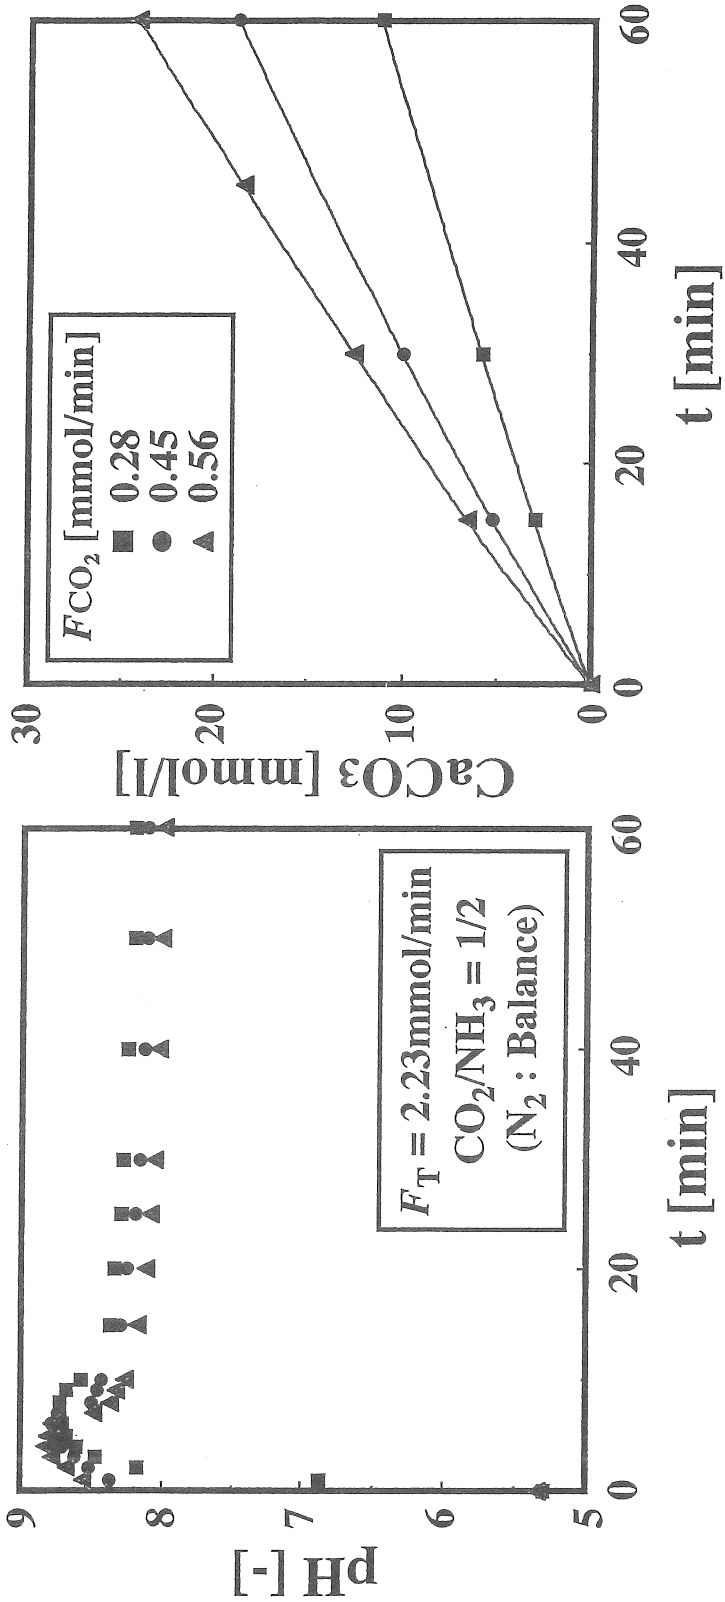 pH [-]
9
8
7
6
5
0
20
40
60
t [min]
FT = 2.23mmol/min
CO2/NH3 = 1/2
(N2 : Balance)
CaCO3 [mmol/l]
30
20
10
0
0
20
40
60
t [min]
FCO2 [mmol/min]
■ 0.28
● 0.45
▲ 0.56